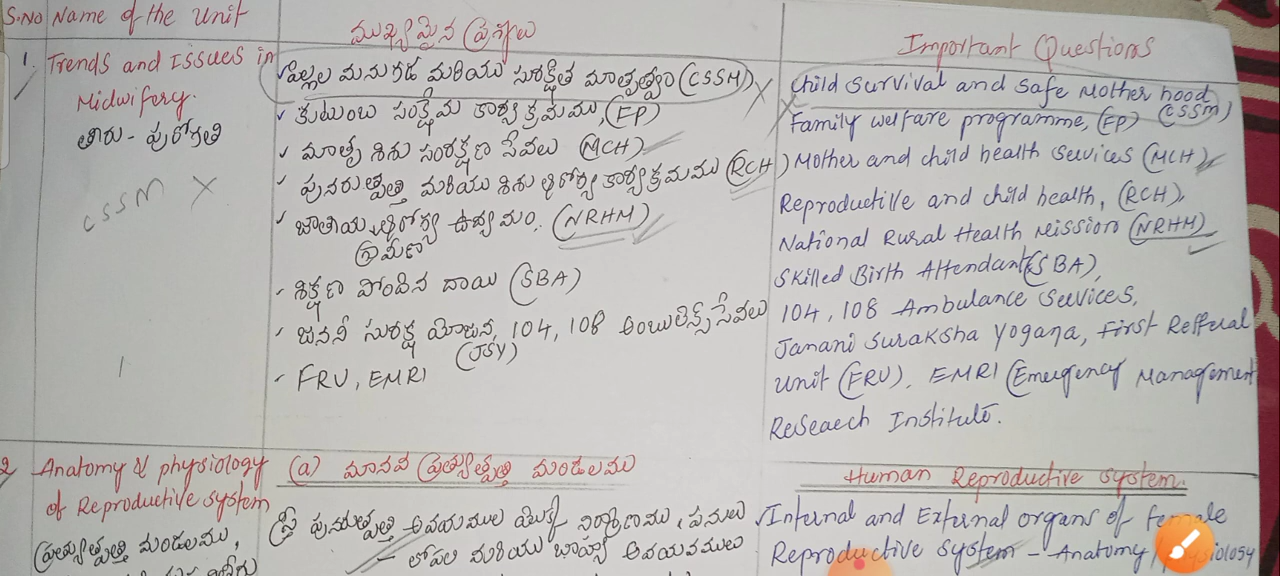 S.No Name of the Unit
ముఖ్యమైన ప్రశ్నలు
Important Questions
1. Trends and Issues in
Midwifery.
తీరు - పురోగతి
CSSM X
పిల్లల మనుగడ మరియు సురక్షిత మాతృత్వం (CSSM)
కుటుంబ సంక్షేమ కార్యక్రమము, (FP)
మాతృ శిశు సంరక్షణ సేవలు (MCH)
పునరుత్పత్తి మరియు శిశు ఆరోగ్య కార్యక్రమము (RCH)
జాతీయ ఆరోగ్య ఉద్యమం. (NRHM)
గ్రామీణ
శిక్షణ పొందిన దాయి (SBA)
జననీ సురక్ష యోజన, 104, 108 అంబులెన్స్ సేవలు
(JSY)
FRU, EMRI
Child Survival and Safe Mother hood
(CSSM)
Family welfare programme, (FP)
Mother and child health Services (MCH)
Reproductive and child health, (RCH),
National Rural Health Mission (NRHM)
Skilled Birth Attendant (SBA),
104, 108 Ambulance Services,
Janani Suraksha Yogana, First Refferal
Unit (FRU), EMRI (Emergency Management
ReSeaech Institute.
2 Anatomy & physiology
of Reproductive System
ప్రత్యుత్పత్తి మండలము,
(a) మానవ ప్రత్యుత్పత్తి మండలము
స్త్రీ పునరుత్పత్తి అవయముల యొక్క నిర్మాణము, పనులు
- లోపల మరియు బాహ్య అవయవములు
Human Reproductive System.
Internal and External organs of female
Reproductive System - Anatomy